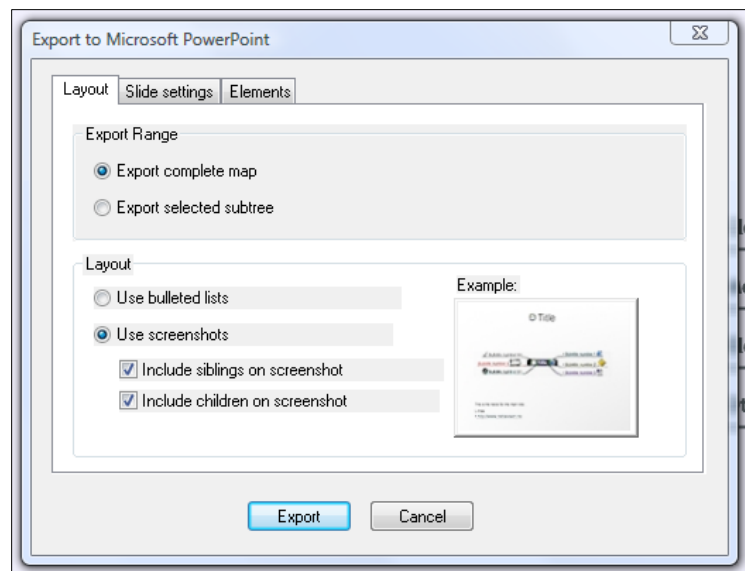 Export to Microsoft PowerPoint
Layout Slide settings Elements
Export Range
Export complete map
Export selected subtree
Layout
Use bulleted lists
Use screenshots
Include siblings on screenshot
Include children on screenshot
Example:
Title
Export Cancel